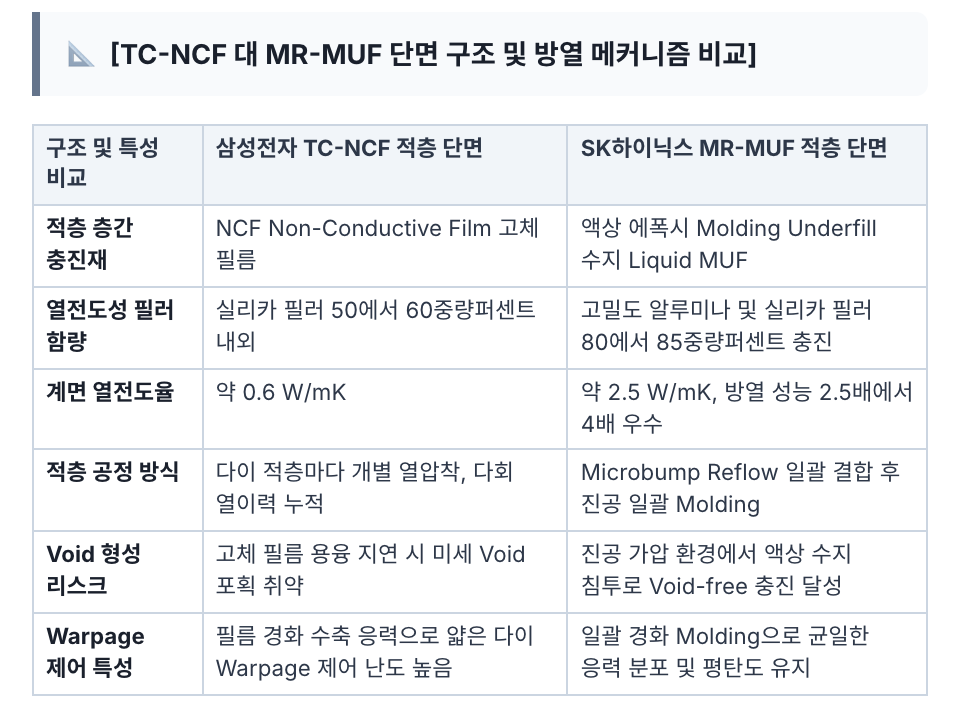 [TC-NCF 대 MR-MUF 단면 구조 및 방열 메커니즘 비교]
구조 및 특성
비교
삼성전자 TC-NCF 적층 단면
SK하이닉스 MR-MUF 적층 단면
적층 층간
충진재
NCF Non-Conductive Film 고체
필름
액상 에폭시 Molding Underfill
수지 Liquid MUF
열전도성 필러
함량
실리카 필러 50에서 60중량퍼센트
내외
고밀도 알루미나 및 실리카 필러
80에서 85중량퍼센트 충진
계면 열전도율
약 0.6 W/mK
약 2.5 W/mK, 방열 성능 2.5배에서
4배 우수
적층 공정 방식
다이 적층마다 개별 열압착, 다회
열이력 누적
Microbump Reflow 일괄 결합 후
진공 일괄 Molding
Void 형성
리스크
고체 필름 용융 지연 시 미세 Void
포획 취약
진공 가압 환경에서 액상 수지
침투로 Void-free 충진 달성
Warpage
제어 특성
필름 경화 수축 응력으로 얇은 다이
Warpage 제어 난도 높음
일괄 경화 Molding으로 균일한
응력 분포 및 평탄도 유지